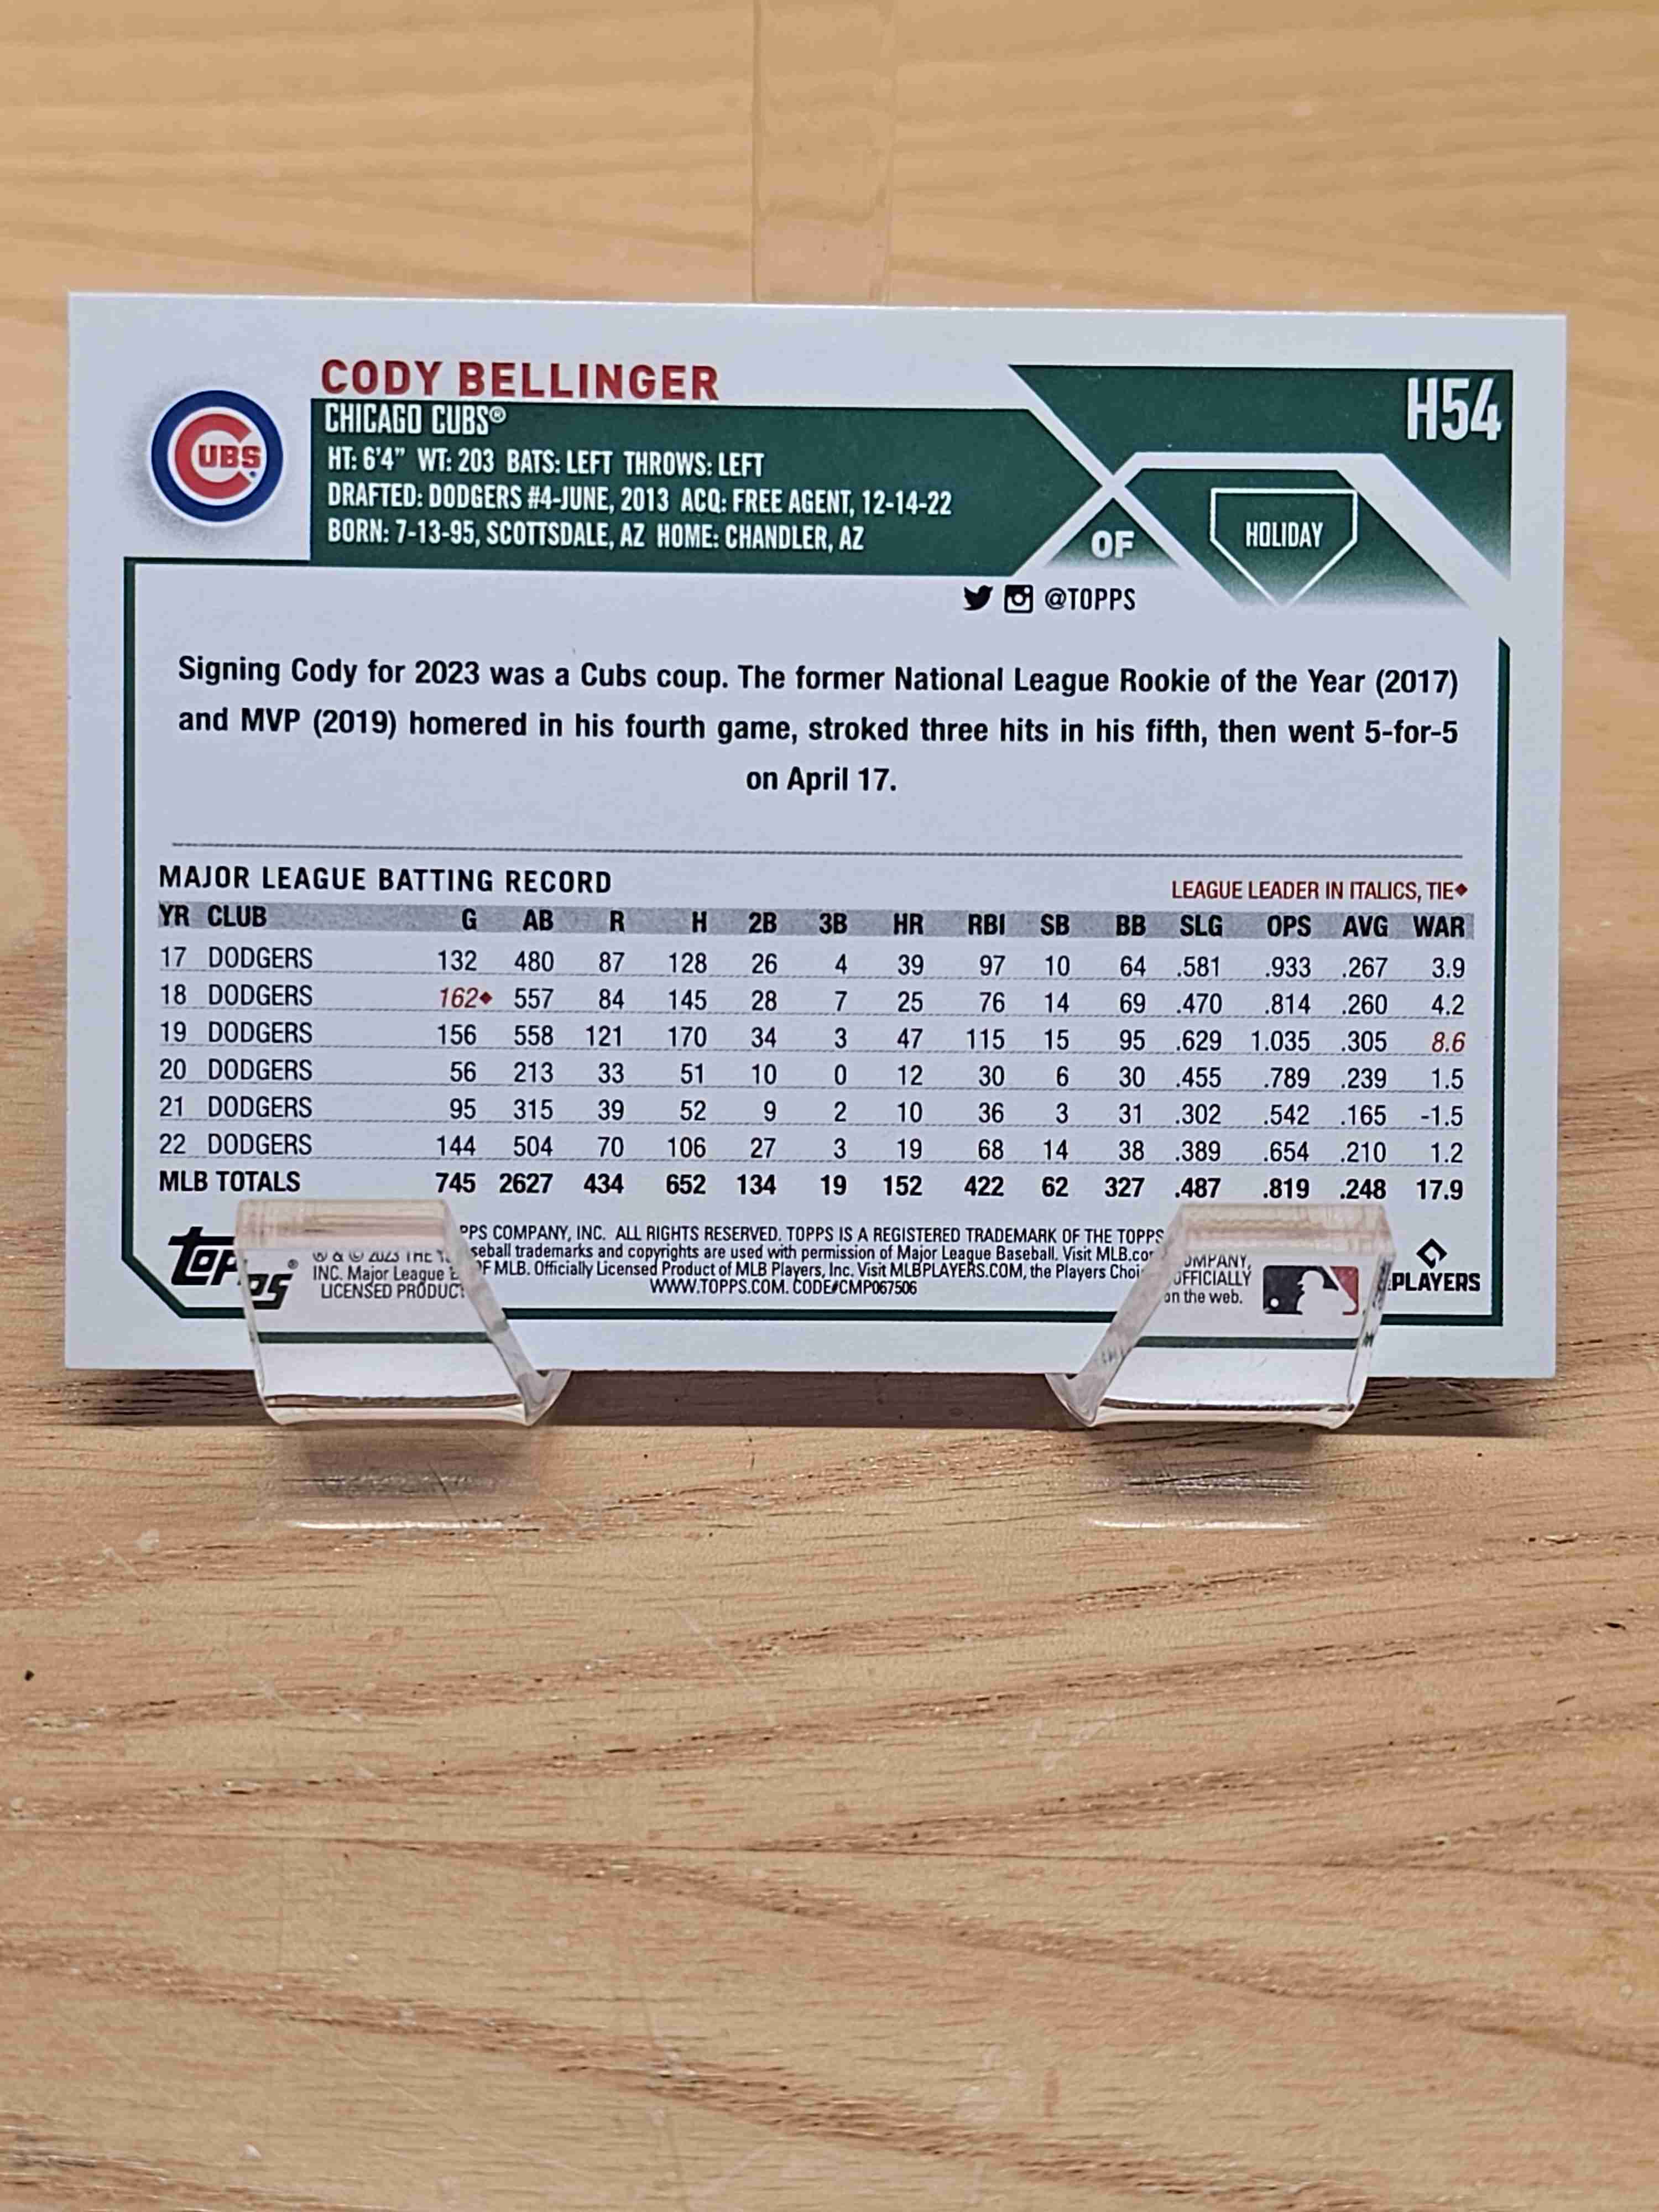 CODY BELLINGER
H54
UBS
CHICAGO CUBS®
HT: 6'4" WT: 203 BATS: LEFT THROWS: LEFT
DRAFTED: DODGERS #4-JUNE, 2013 ACQ: FREE AGENT, 12-14-22
BORN: 7-13-95, SCOTTSDALE, AZ HOME: CHANDLER, AZ
OF
HOLIDAY
@TOPPS
Signing Cody for 2023 was a Cubs coup. The former National League Rookie of the Year (2017)
and MVP (2019) homered in his fourth game, stroked three hits in his fifth, then went 5-for-5
on April 17.
MAJOR LEAGUE BATTING RECORD
LEAGUE LEADER IN ITALICS, TIE◆
YR CLUB G AB R H 2B 3B HR RBI SB BB SLG OPS AVG WAR
17 DODGERS 132 480 87 128 26 4 39 97 10 64 .581 .933 .267 3.9
18 DODGERS 162◆ 557 84 145 28 7 25 76 14 69 .470 .814 .260 4.2
19 DODGERS 156 558 121 170 34 3 47 115 15 95 .629 1.035 .305 8.6
20 DODGERS 56 213 33 51 10 0 12 30 6 30 .455 .789 .239 1.5
21 DODGERS 95 315 39 52 9 2 10 36 3 31 .302 .542 .165 -1.5
22 DODGERS 144 504 70 106 27 3 19 68 14 38 .389 .654 .210 1.2
MLB TOTALS 745 2627 434 652 134 19 152 422 62 327 .487 .819 .248 17.9
topps®
® & © 2023 THE COMPANY, INC. ALL RIGHTS RESERVED. TOPPS IS A REGISTERED TRADEMARK OF THE TOPPS COMPANY,
INC. Major League trademarks and copyrights are used with permission of Major League Baseball. Visit MLB.com OFFICIALLY
LICENSED PRODUCT OF MLB. Officially Licensed Product of MLB Players, Inc. Visit MLBPLAYERS.COM, the Players on the web.
WWW.TOPPS.COM. CODE#CMP067506
PLAYERS